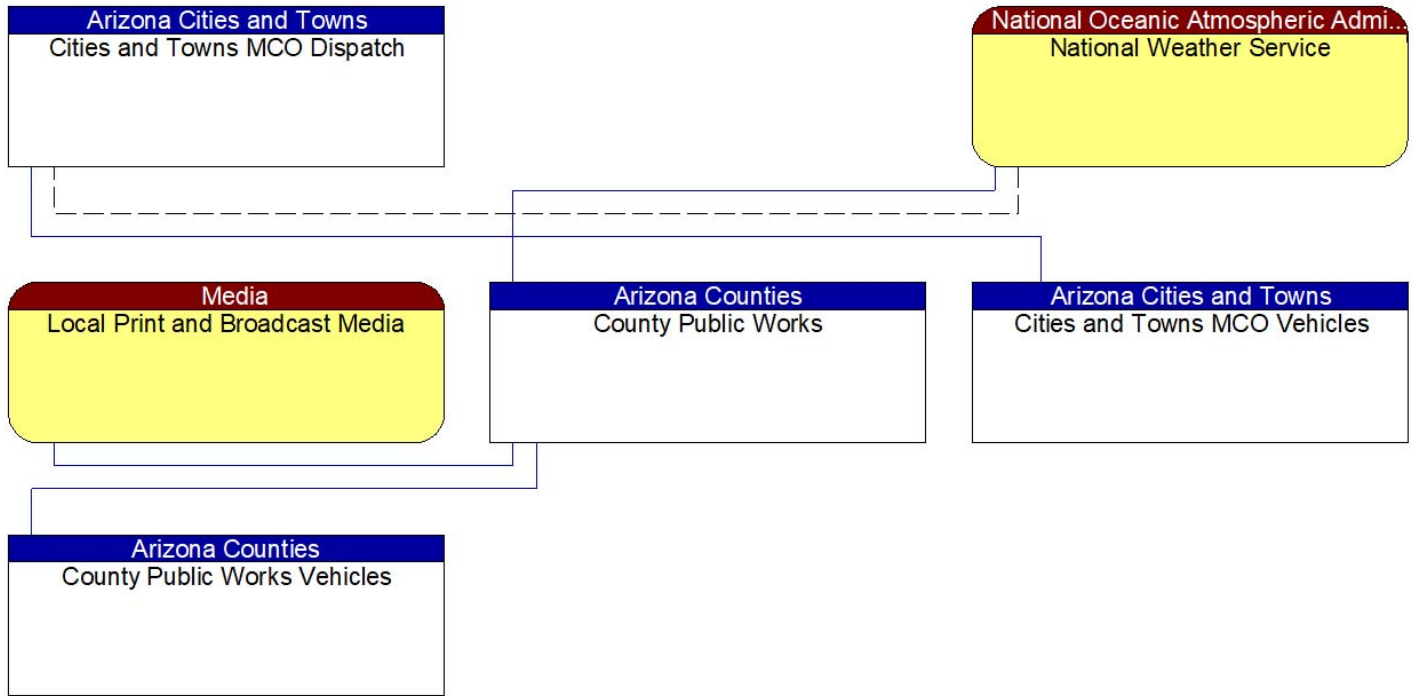 Arizona Cities and Towns
Cities and Towns MCO Dispatch
National Oceanic Atmospheric Admi...
National Weather Service
Media
Local Print and Broadcast Media
Arizona Counties
County Public Works
Arizona Cities and Towns
Cities and Towns MCO Vehicles
Arizona Counties
County Public Works Vehicles